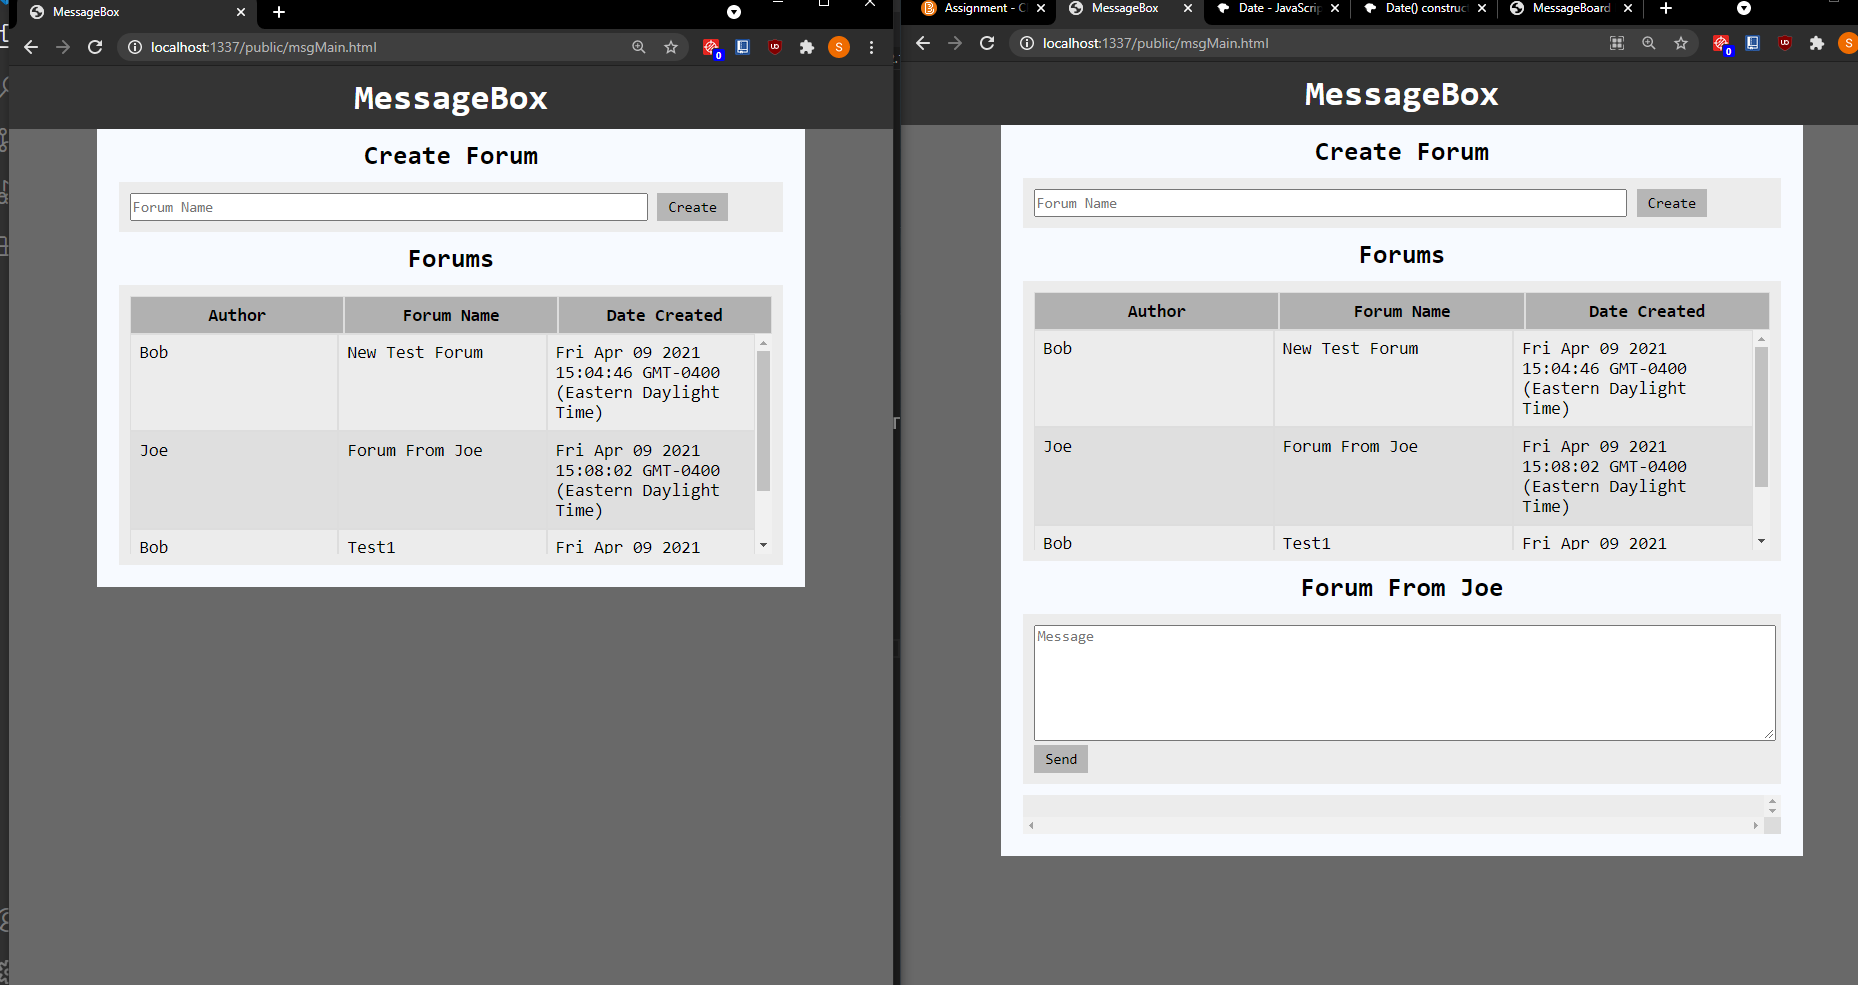 MessageBox
localhost:1337/public/msgMain.html
0
S
MessageBox
Create Forum
Forum Name
Create
Forums
Author Forum Name Date Created
Bob New Test Forum Fri Apr 09 2021
15:04:46 GMT-0400
(Eastern Daylight
Time)
Joe Forum From Joe Fri Apr 09 2021
15:08:02 GMT-0400
(Eastern Daylight
Time)
Bob Test1 Fri Apr 09 2021
Assignment - MessageBox Date - JavaScrip Date() construc MessageBoard
localhost:1337/public/msgMain.html
0
S
MessageBox
Create Forum
Forum Name
Create
Forums
Author Forum Name Date Created
Bob New Test Forum Fri Apr 09 2021
15:04:46 GMT-0400
(Eastern Daylight
Time)
Joe Forum From Joe Fri Apr 09 2021
15:08:02 GMT-0400
(Eastern Daylight
Time)
Bob Test1 Fri Apr 09 2021
Forum From Joe
Message
Send